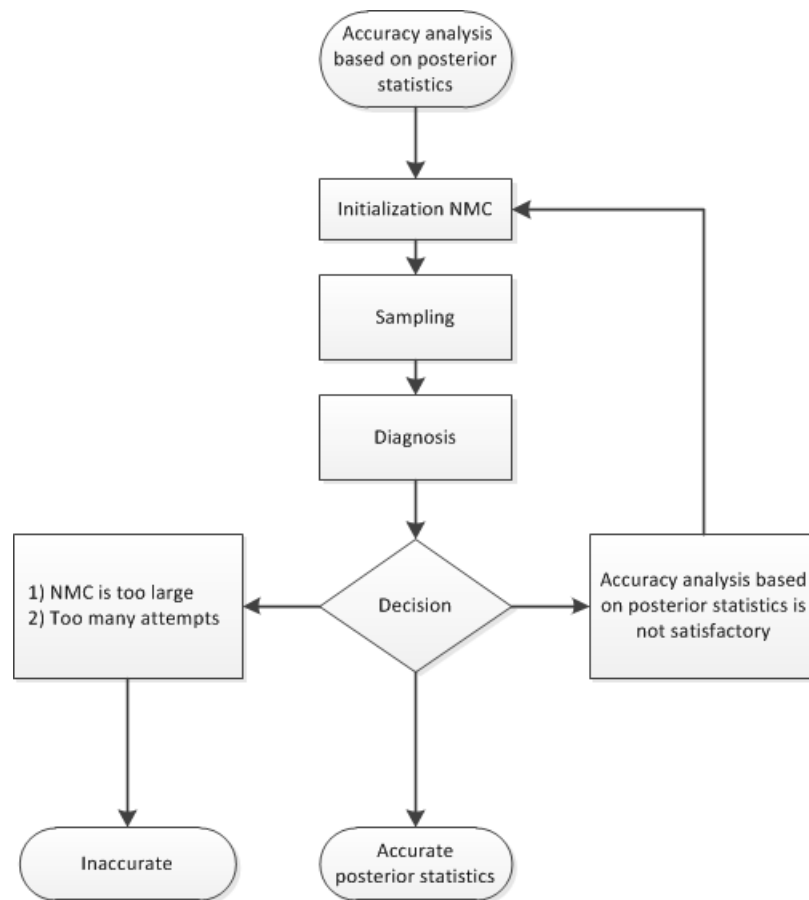 Accuracy analysis
based on posterior
statistics
Initialization NMC
Sampling
Diagnosis
1) NMC is too large
2) Too many attempts
Decision
Accuracy analysis based
on posterior statistics is
not satisfactory
Inaccurate
Accurate
posterior statistics